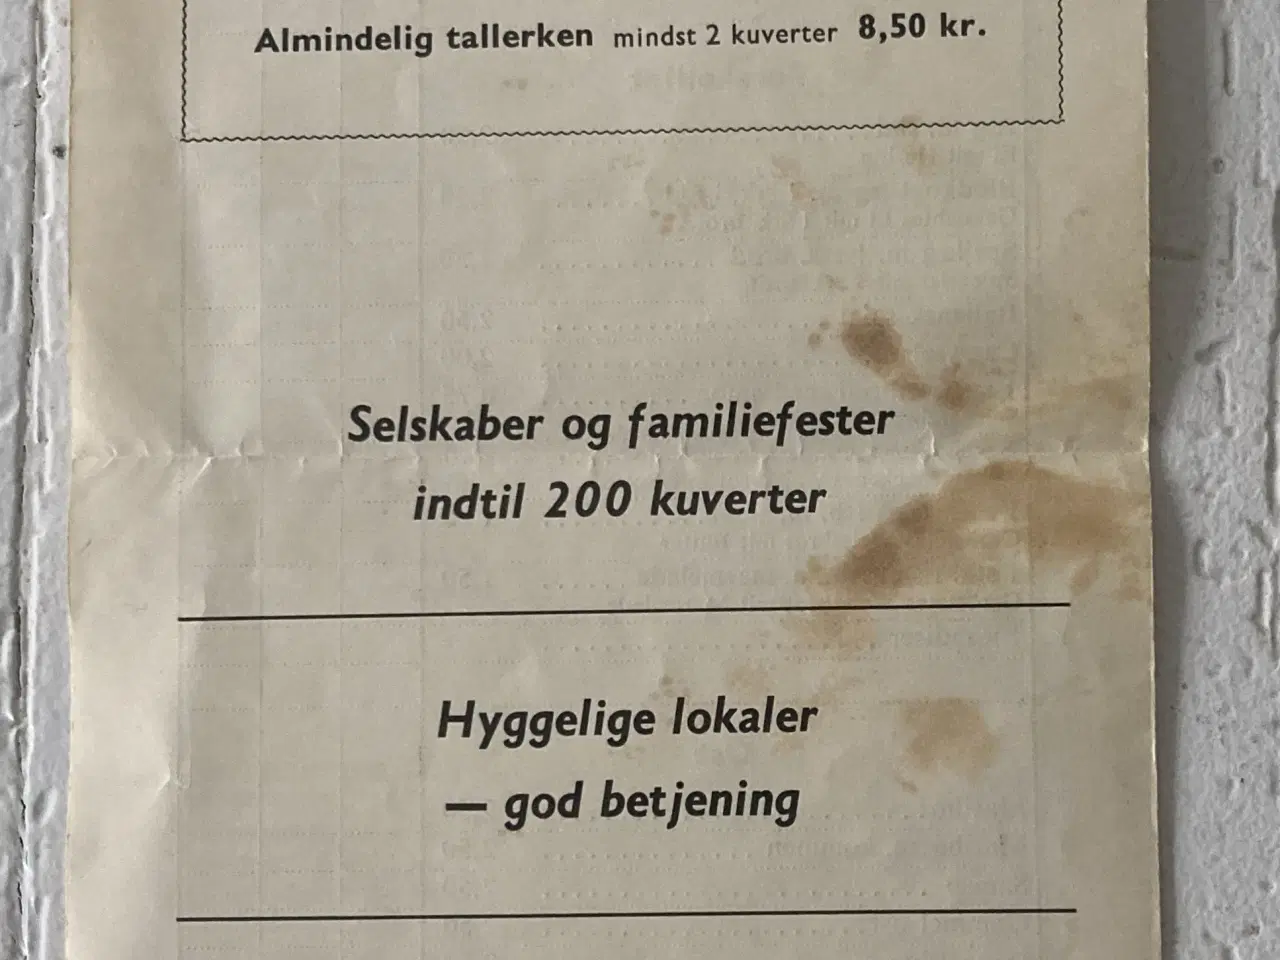 Almindelig tallerken mindst 2 kuverter 8,50 kr.
Selskaber og familiefester
indtil 200 kuverter
Hyggelige lokaler
— god betjening